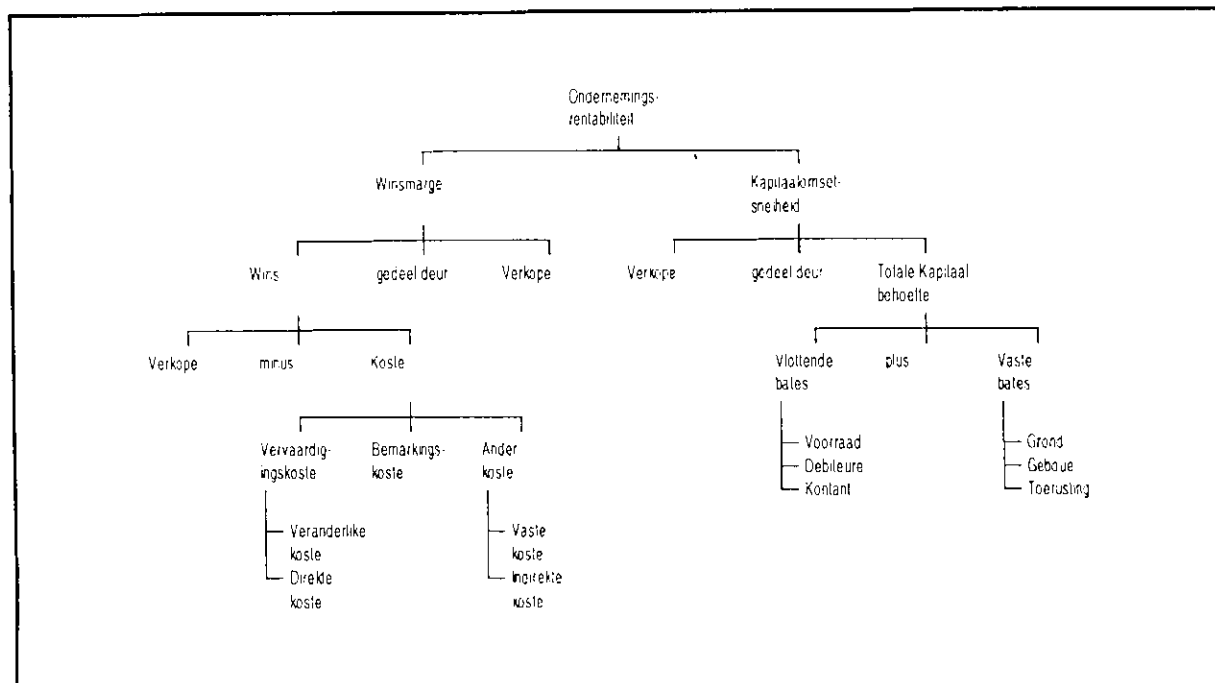 Ondernemings-
rentabiliteit
Winsmarge
Kapitaalomset-
snelheid
Wins
gedeel deur
Verkope
Verkope
gedeel deur
Totale Kapitaal
behoefte
Verkope
minus
Koste
Vlottende
bates
plus
Vaste
bates
Vervaardig-
ingskoste
Bemarkings-
koste
Ander
koste
Voorraad
Debiteure
Kontant
Grond
Geboue
Toerusting
Veranderlike
koste
Direkte
koste
Vaste
koste
Indirekte
koste